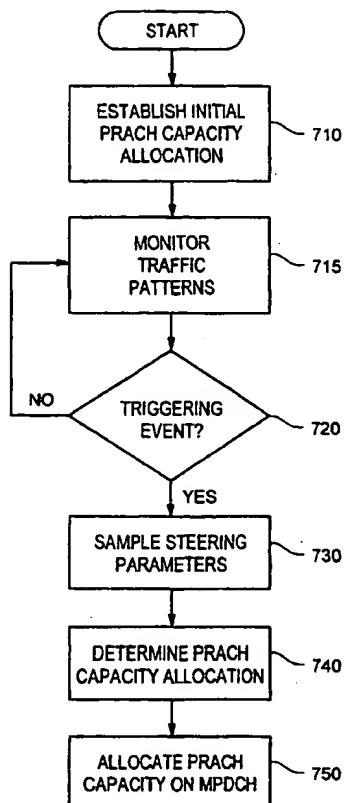 START
ESTABLISH INITIAL
PRACH CAPACITY
ALLOCATION
710
MONITOR
TRAFFIC
PATTERNS
715
NO
TRIGGERING
EVENT?
720
YES
SAMPLE STEERING
PARAMETERS
730
DETERMINE PRACH
CAPACITY ALLOCATION
740
ALLOCATE PRACH
CAPACITY ON MPDCH
750